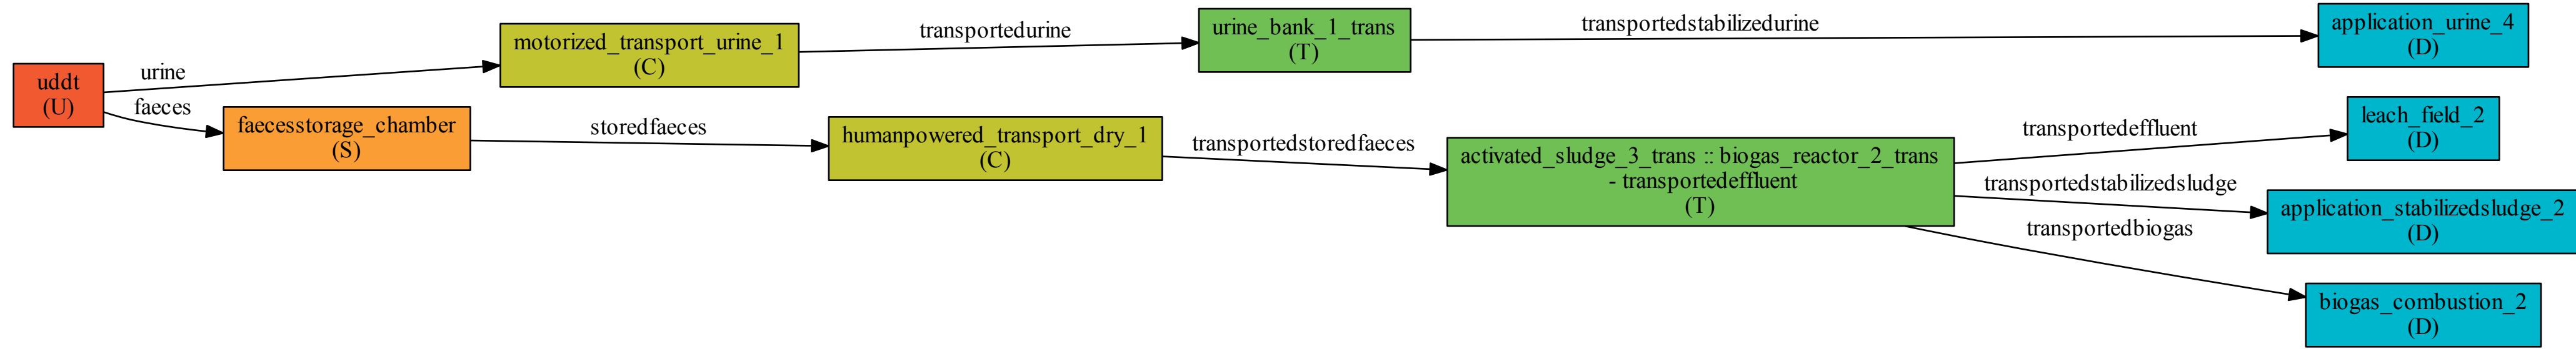 uddt
(U)
urine
faeces
motorized_transport_urine_1
(C)
transportedurine
urine_bank_1_trans
(T)
transportedstabilizedurine
application_urine_4
(D)
faecesstorage_chamber
(S)
storedfaeces
humanpowered_transport_dry_1
(C)
transportedstoredfaeces
activated_sludge_3_trans :: biogas_reactor_2_trans
- transportedeffluent
(T)
transportedeffluent
leach_field_2
(D)
transportedstabilizedsludge
application_stabilizedsludge_2
(D)
transportedbiogas
biogas_combustion_2
(D)